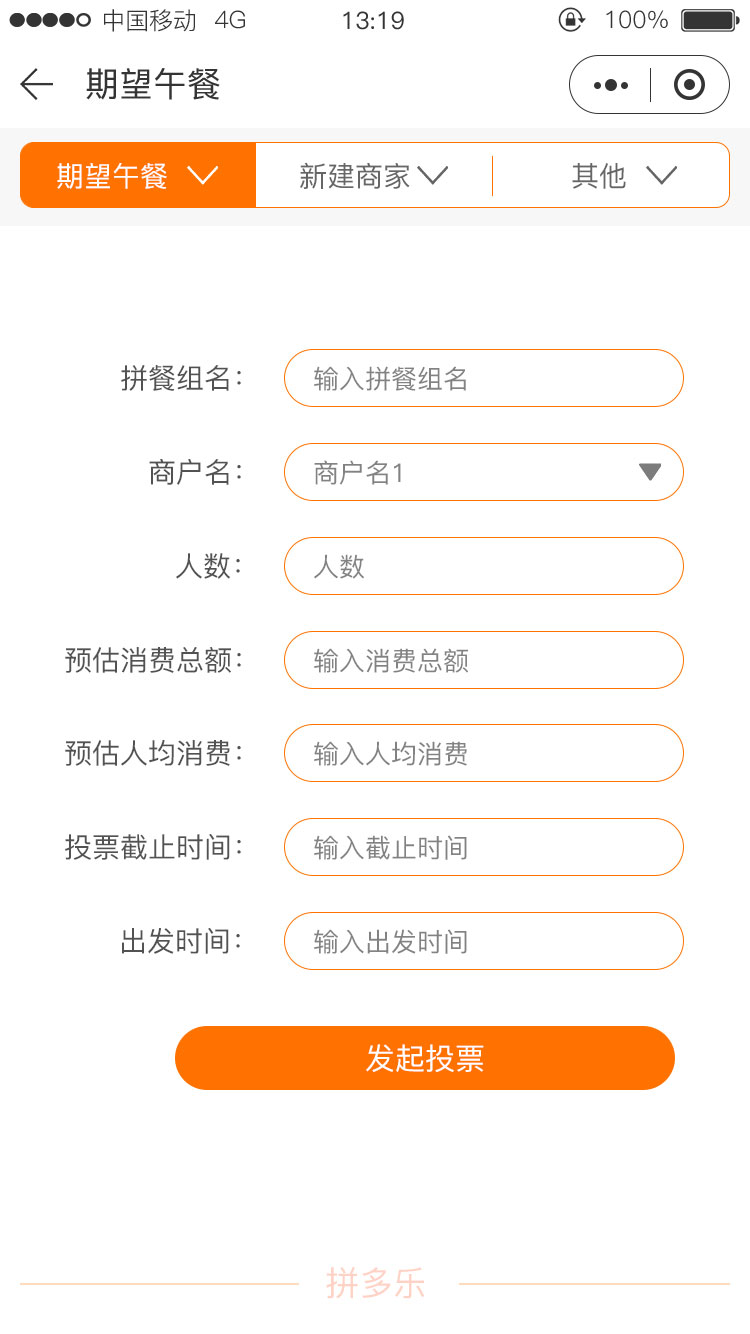 中国移动 4G 13:19 100%
期望午餐
期望午餐 新建商家 其他
拼餐组名： 输入拼餐组名
商户名： 商户名1
人数： 人数
预估消费总额： 输入消费总额
预估人均消费： 输入人均消费
投票截止时间： 输入截止时间
出发时间： 输入出发时间
发起投票
拼多乐